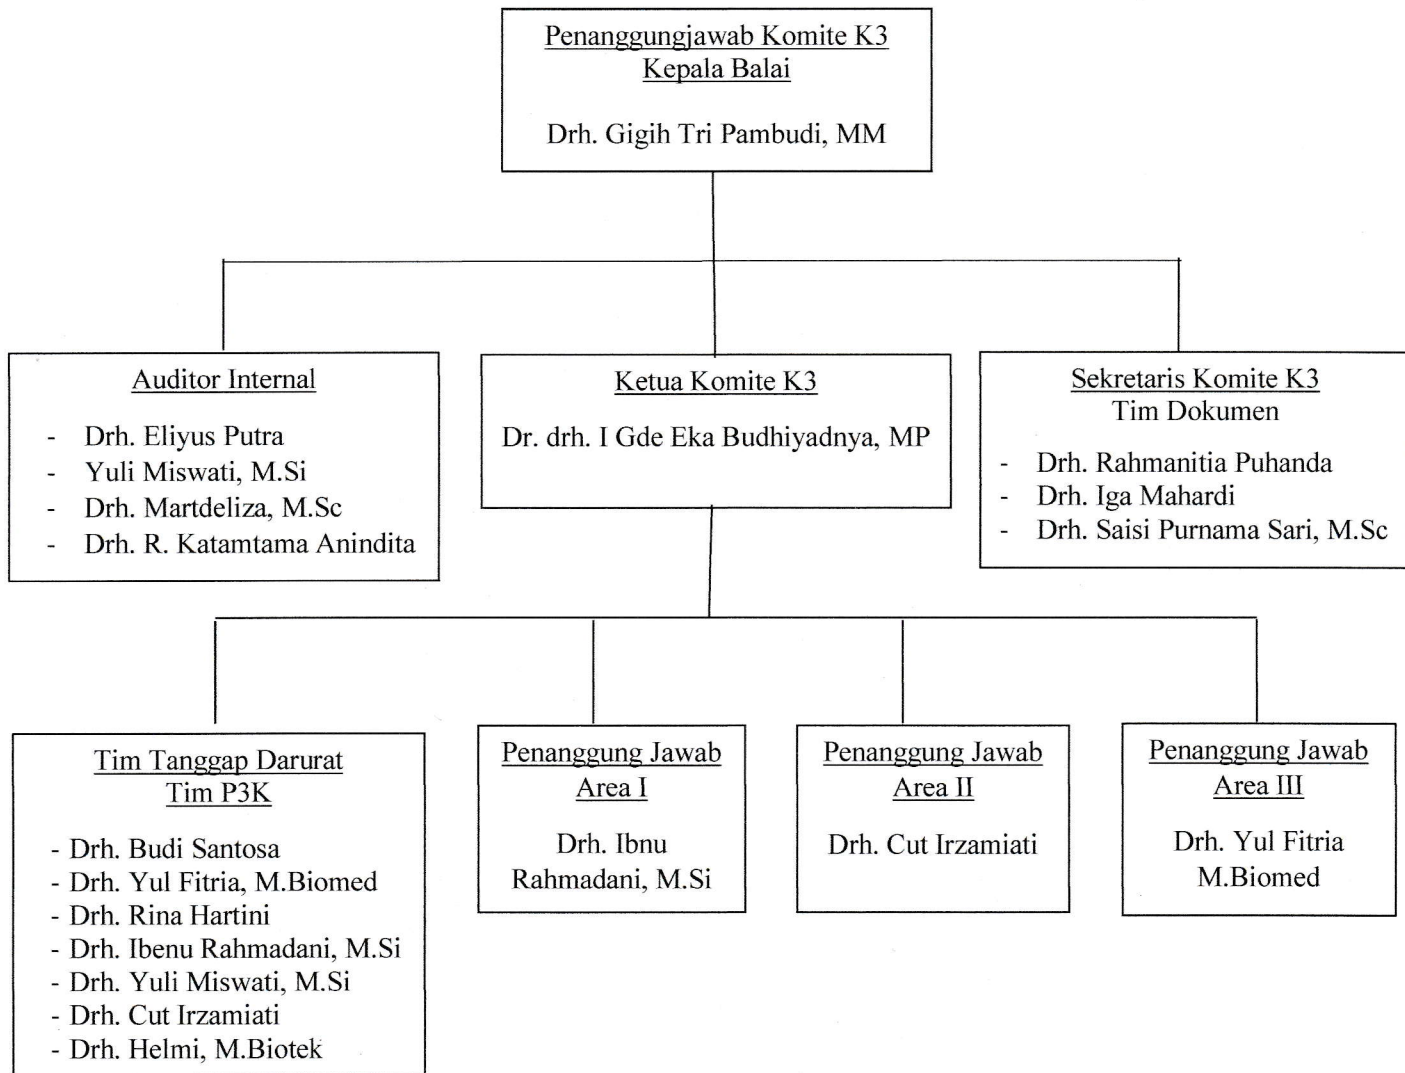 Penanggungjawab Komite K3
Kepala Balai
Drh. Gigih Tri Pambudi, MM
Auditor Internal
- Drh. Eliyus Putra
- Yuli Miswati, M.Si
- Drh. Martdeliza, M.Sc
- Drh. R. Katamtama Anindita
Ketua Komite K3
Dr. drh. I Gde Eka Budhiyadnya, MP
Sekretaris Komite K3
Tim Dokumen
- Drh. Rahmanitia Puhanda
- Drh. Iga Mahardi
- Drh. Saisi Purnama Sari, M.Sc
Tim Tanggap Darurat
Tim P3K
- Drh. Budi Santosa
- Drh. Yul Fitria, M.Biomed
- Drh. Rina Hartini
- Drh. Ibenu Rahmadani, M.Si
- Drh. Yuli Miswati, M.Si
- Drh. Cut Irzamiati
- Drh. Helmi, M.Biotek
Penanggung Jawab
Area I
Drh. Ibnu
Rahmadani, M.Si
Penanggung Jawab
Area II
Drh. Cut Irzamiati
Penanggung Jawab
Area III
Drh. Yul Fitria
M.Biomed